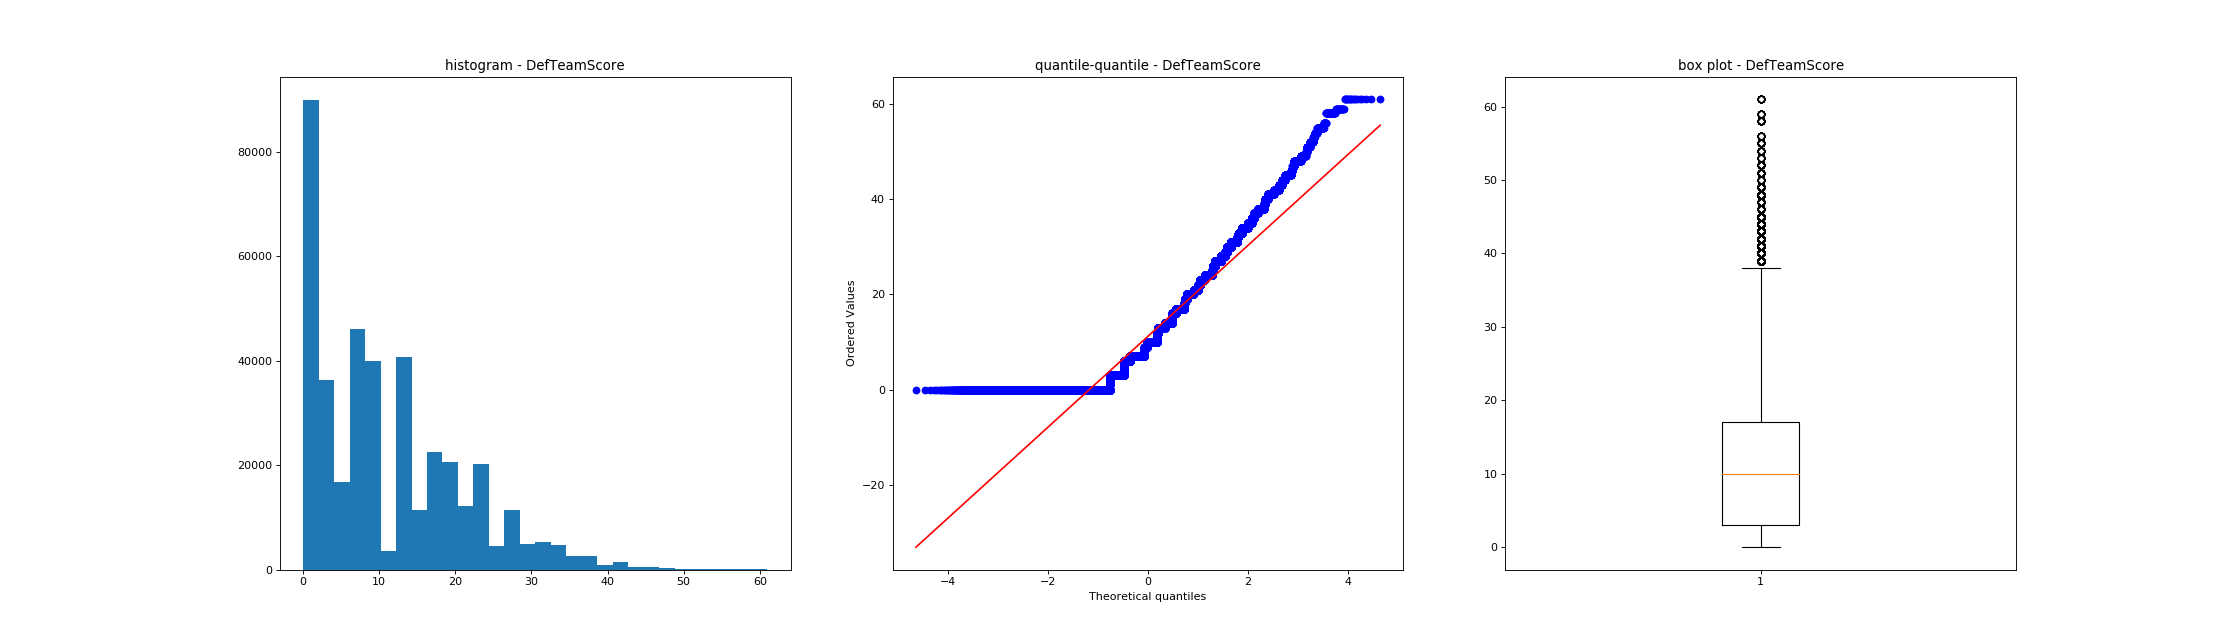 histogram - DefTeamScore
80000
60000
40000
20000
0
0 10 20 30 40 50 60
quantile-quantile - DefTeamScore
Ordered Values
60
40
20
0
−20
−4 −2 0 2 4
Theoretical quantiles
box plot - DefTeamScore
60
50
40
30
20
10
0
1